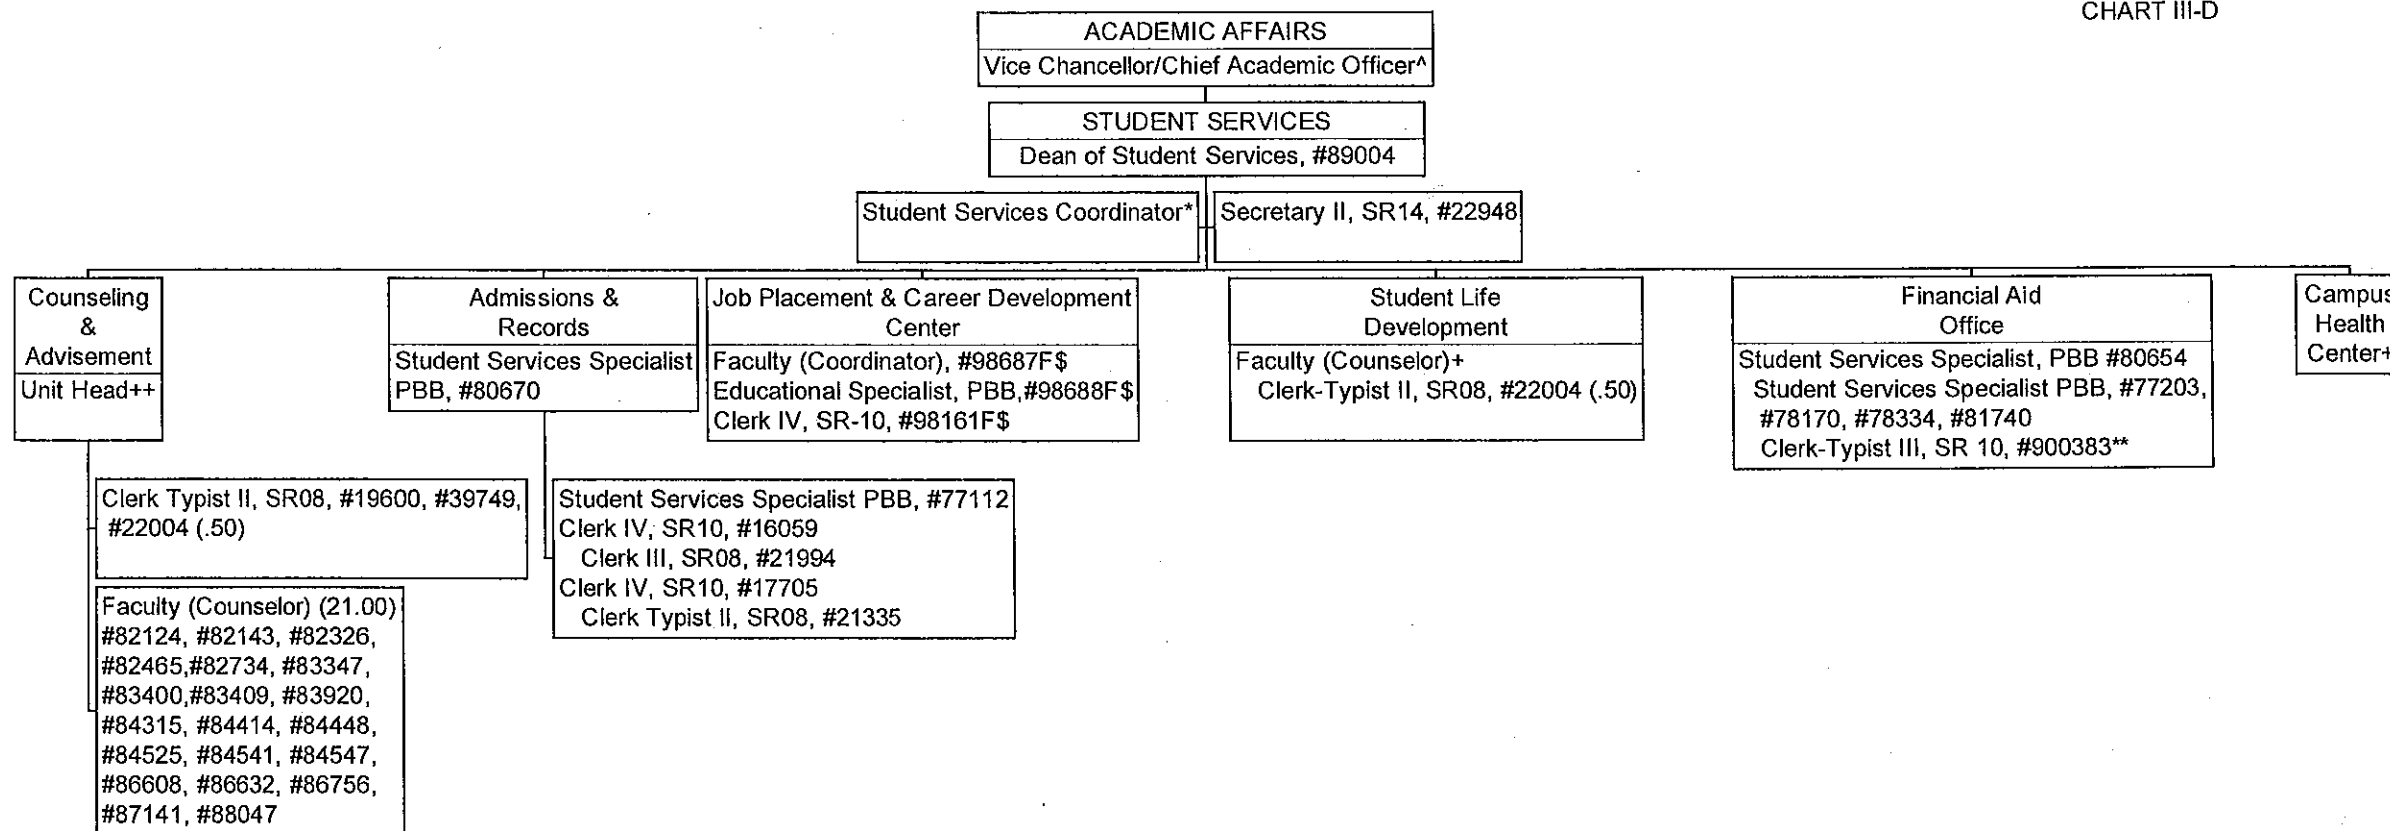 CHART III-D
ACADEMIC AFFAIRS
Vice Chancellor/Chief Academic Officer^
STUDENT SERVICES
Dean of Student Services, #89004
Student Services Coordinator*
Secretary II, SR14, #22948
Counseling
&
Advisement
Unit Head++
Admissions &
Records
Student Services Specialist
PBB, #80670
Job Placement & Career Development
Center
Faculty (Coordinator), #98687F$
Educational Specialist, PBB,#98688F$
Clerk IV, SR-10, #98161F$
Student Life
Development
Faculty (Counselor)+
Clerk-Typist II, SR08, #22004 (.50)
Financial Aid
Office
Student Services Specialist, PBB #80654
Student Services Specialist PBB, #77203,
#78170, #78334, #81740
Clerk-Typist III, SR 10, #900383**
Campus
Health
Center+
Clerk Typist II, SR08, #19600, #39749,
#22004 (.50)
Student Services Specialist PBB, #77112
Clerk IV, SR10, #16059
Clerk III, SR08, #21994
Clerk IV, SR10, #17705
Clerk Typist II, SR08, #21335
Faculty (Counselor) (21.00)
#82124, #82143, #82326,
#82465,#82734, #83347,
#83400,#83409, #83920,
#84315, #84414, #84448,
#84525, #84541, #84547,
#86608, #86632, #86756,
#87141, #88047